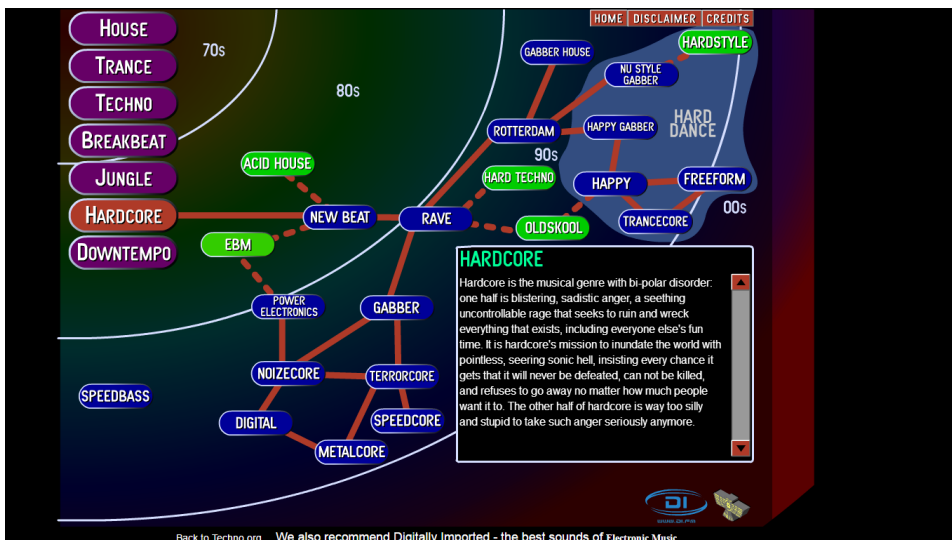 HOME DISCLAIMER CREDITS
HOUSE
TRANCE
TECHNO
BREAKBEAT
JUNGLE
HARDCORE
DOWNTEMPO
70s
80s
90s
00s
GABBER HOUSE
HARDSTYLE
NU STYLE
GABBER
HARD
DANCE
ROTTERDAM
HAPPY GABBER
ACID HOUSE
HARD TECHNO
HAPPY
FREEFORM
NEW BEAT
RAVE
OLDSKOOL
TRANCECORE
EBM
POWER
ELECTRONICS
GABBER
NOIZECORE
TERRORCORE
SPEEDBASS
DIGITAL
SPEEDCORE
METALCORE
HARDCORE
Hardcore is the musical genre with bi-polar disorder:
one half is blistering, sadistic anger, a seething
uncontrollable rage that seeks to ruin and wreck
everything that exists, including everyone else's fun
time. It is hardcore's mission to inundate the world with
pointless, seering sonic hell, insisting every chance it
gets that it will never be defeated, can not be killed,
and refuses to go away no matter how much people
want it to. The other half of hardcore is way too silly
and stupid to take such anger seriously anymore.
DI
WWW.DI.FM
Back to Techno.org We also recommend Digitally Imported - the best sounds of Electronic Music